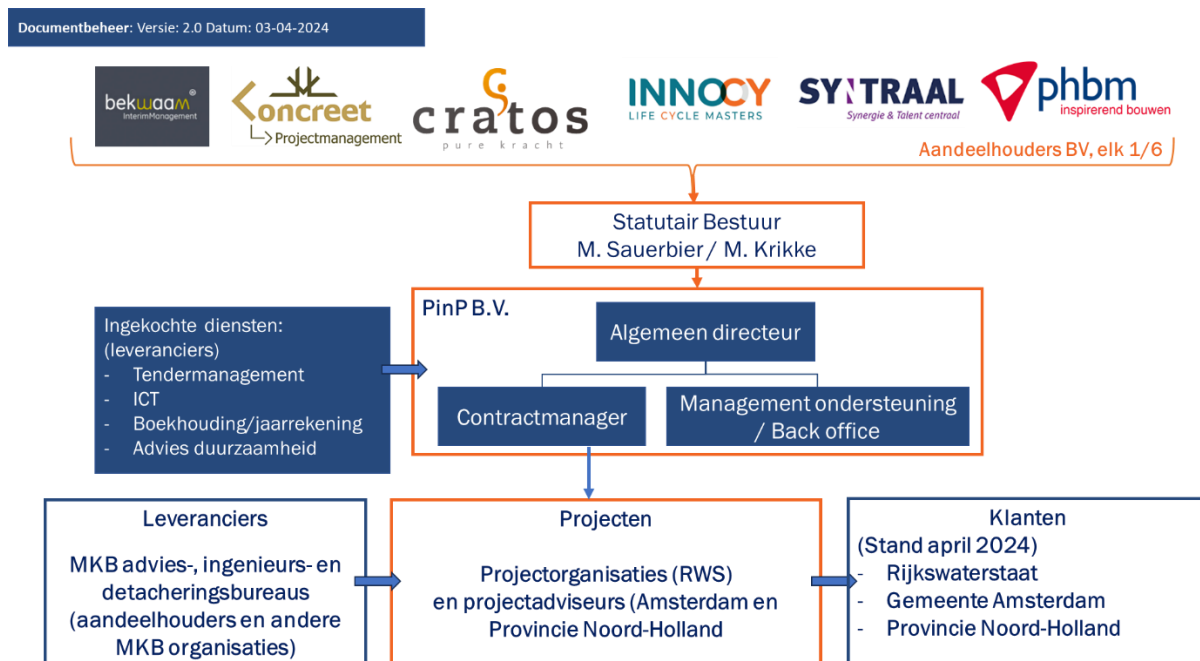 Documentbeheer: Versie: 2.0 Datum: 03-04-2024
bekwaam®
InterimManagement
Koncreet
Projectmanagement
cratos
pure kracht
INNOCY
LIFE CYCLE MASTERS
SYNTRAAL
Synergie & Talent centraal
phbm
inspirerend bouwen
Aandeelhouders BV, elk 1/6
Statutair Bestuur
M. Sauerbier / M. Krikke
PinP B.V.
Algemeen directeur
Contractmanager
Management ondersteuning
/ Back office
Ingekochte diensten:
(leveranciers)
- Tendermanagement
- ICT
- Boekhouding/jaarrekening
- Advies duurzaamheid
Leveranciers
MKB advies-, ingenieurs- en
detacheringsbureaus
(aandeelhouders en andere
MKB organisaties)
Projecten
Projectorganisaties (RWS)
en projectadviseurs (Amsterdam en
Provincie Noord-Holland
Klanten
(Stand april 2024)
- Rijkswaterstaat
- Gemeente Amsterdam
- Provincie Noord-Holland